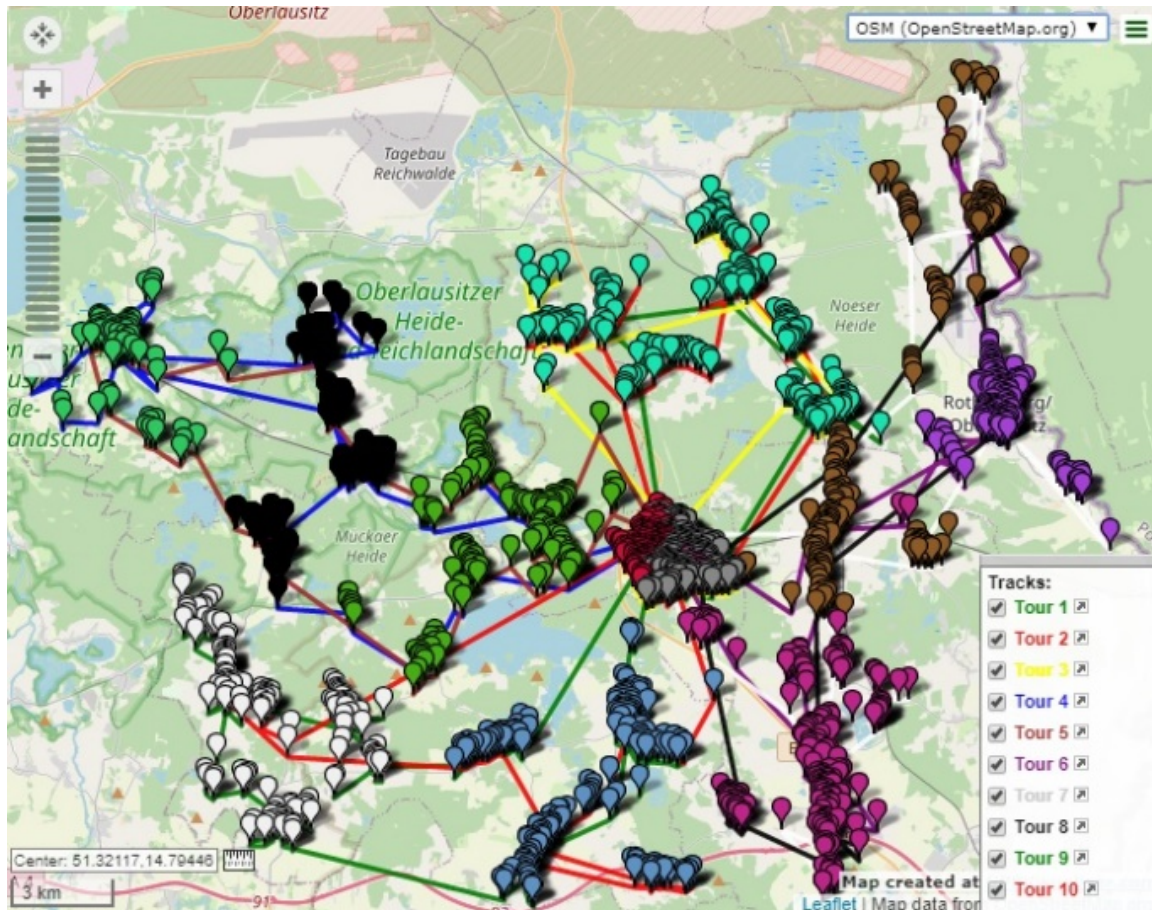 Oberlausitz
OSM (OpenStreetMap.org)
Tagebau
Reichwalde
Oberlausitzer
Heide-
Noeser
Heide
de-
andschaft
Muckaer
Heide
Tracks:
Tour 1
Tour 2
Tour 3
Tour 4
Tour 5
Tour 6
Tour 7
Tour 8
Tour 9
Tour 10
Center: 51.32117,14.79446
3 km
91
Map created at
Leaflet | Map data from